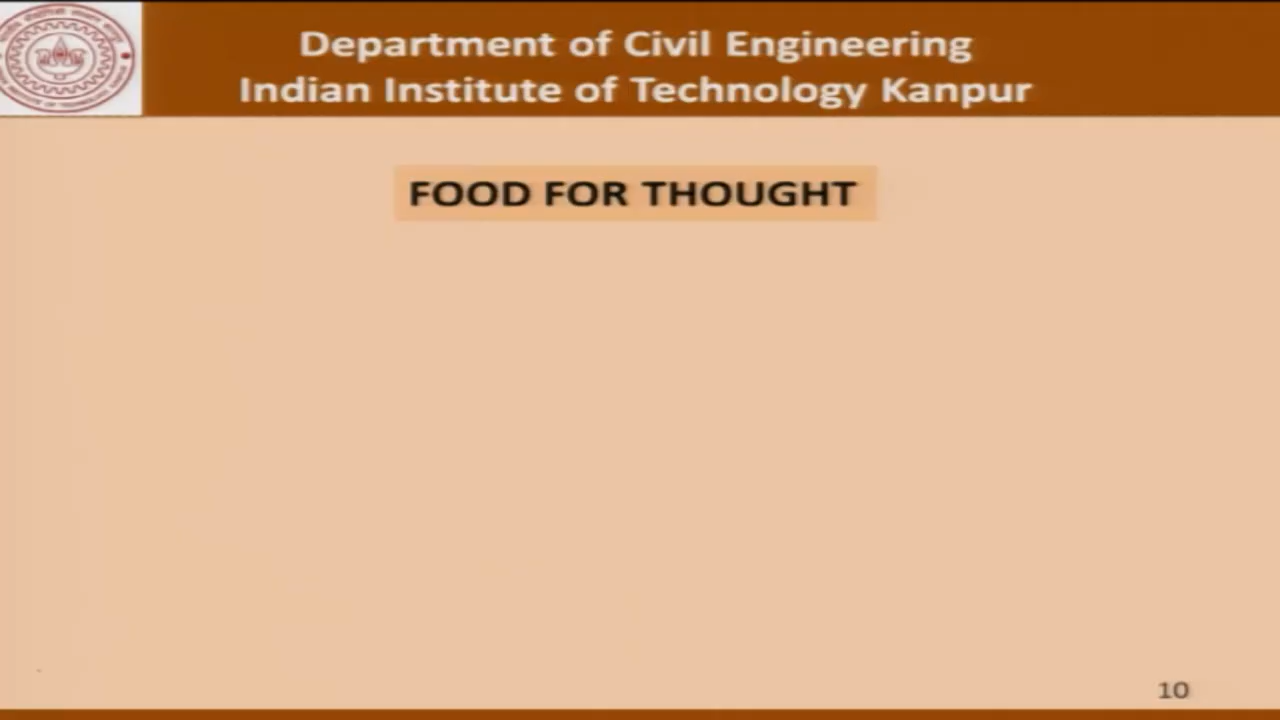 Department of Civil Engineering
Indian Institute of Technology Kanpur
FOOD FOR THOUGHT
10